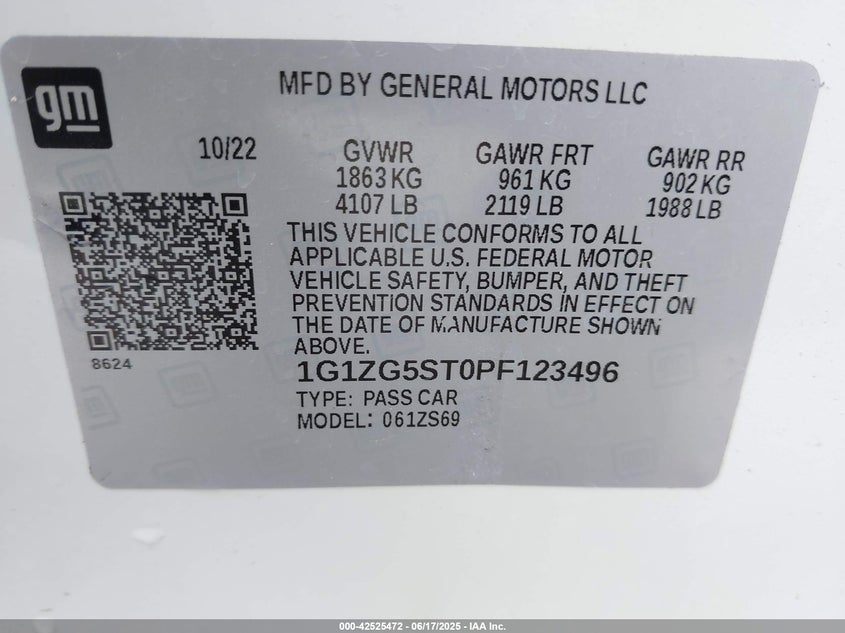 gm
MFD BY GENERAL MOTORS LLC
10/22
GVWR
1863 KG
4107 LB
GAWR FRT
961 KG
2119 LB
GAWR RR
902 KG
1988 LB
THIS VEHICLE CONFORMS TO ALL
APPLICABLE U.S. FEDERAL MOTOR
VEHICLE SAFETY, BUMPER, AND THEFT
PREVENTION STANDARDS IN EFFECT ON
THE DATE OF MANUFACTURE SHOWN
ABOVE.
8624
1G1ZG5ST0PF123496
TYPE: PASS CAR
MODEL: 061ZS69
000-42525472 - 06/17/2025 - IAA Inc.